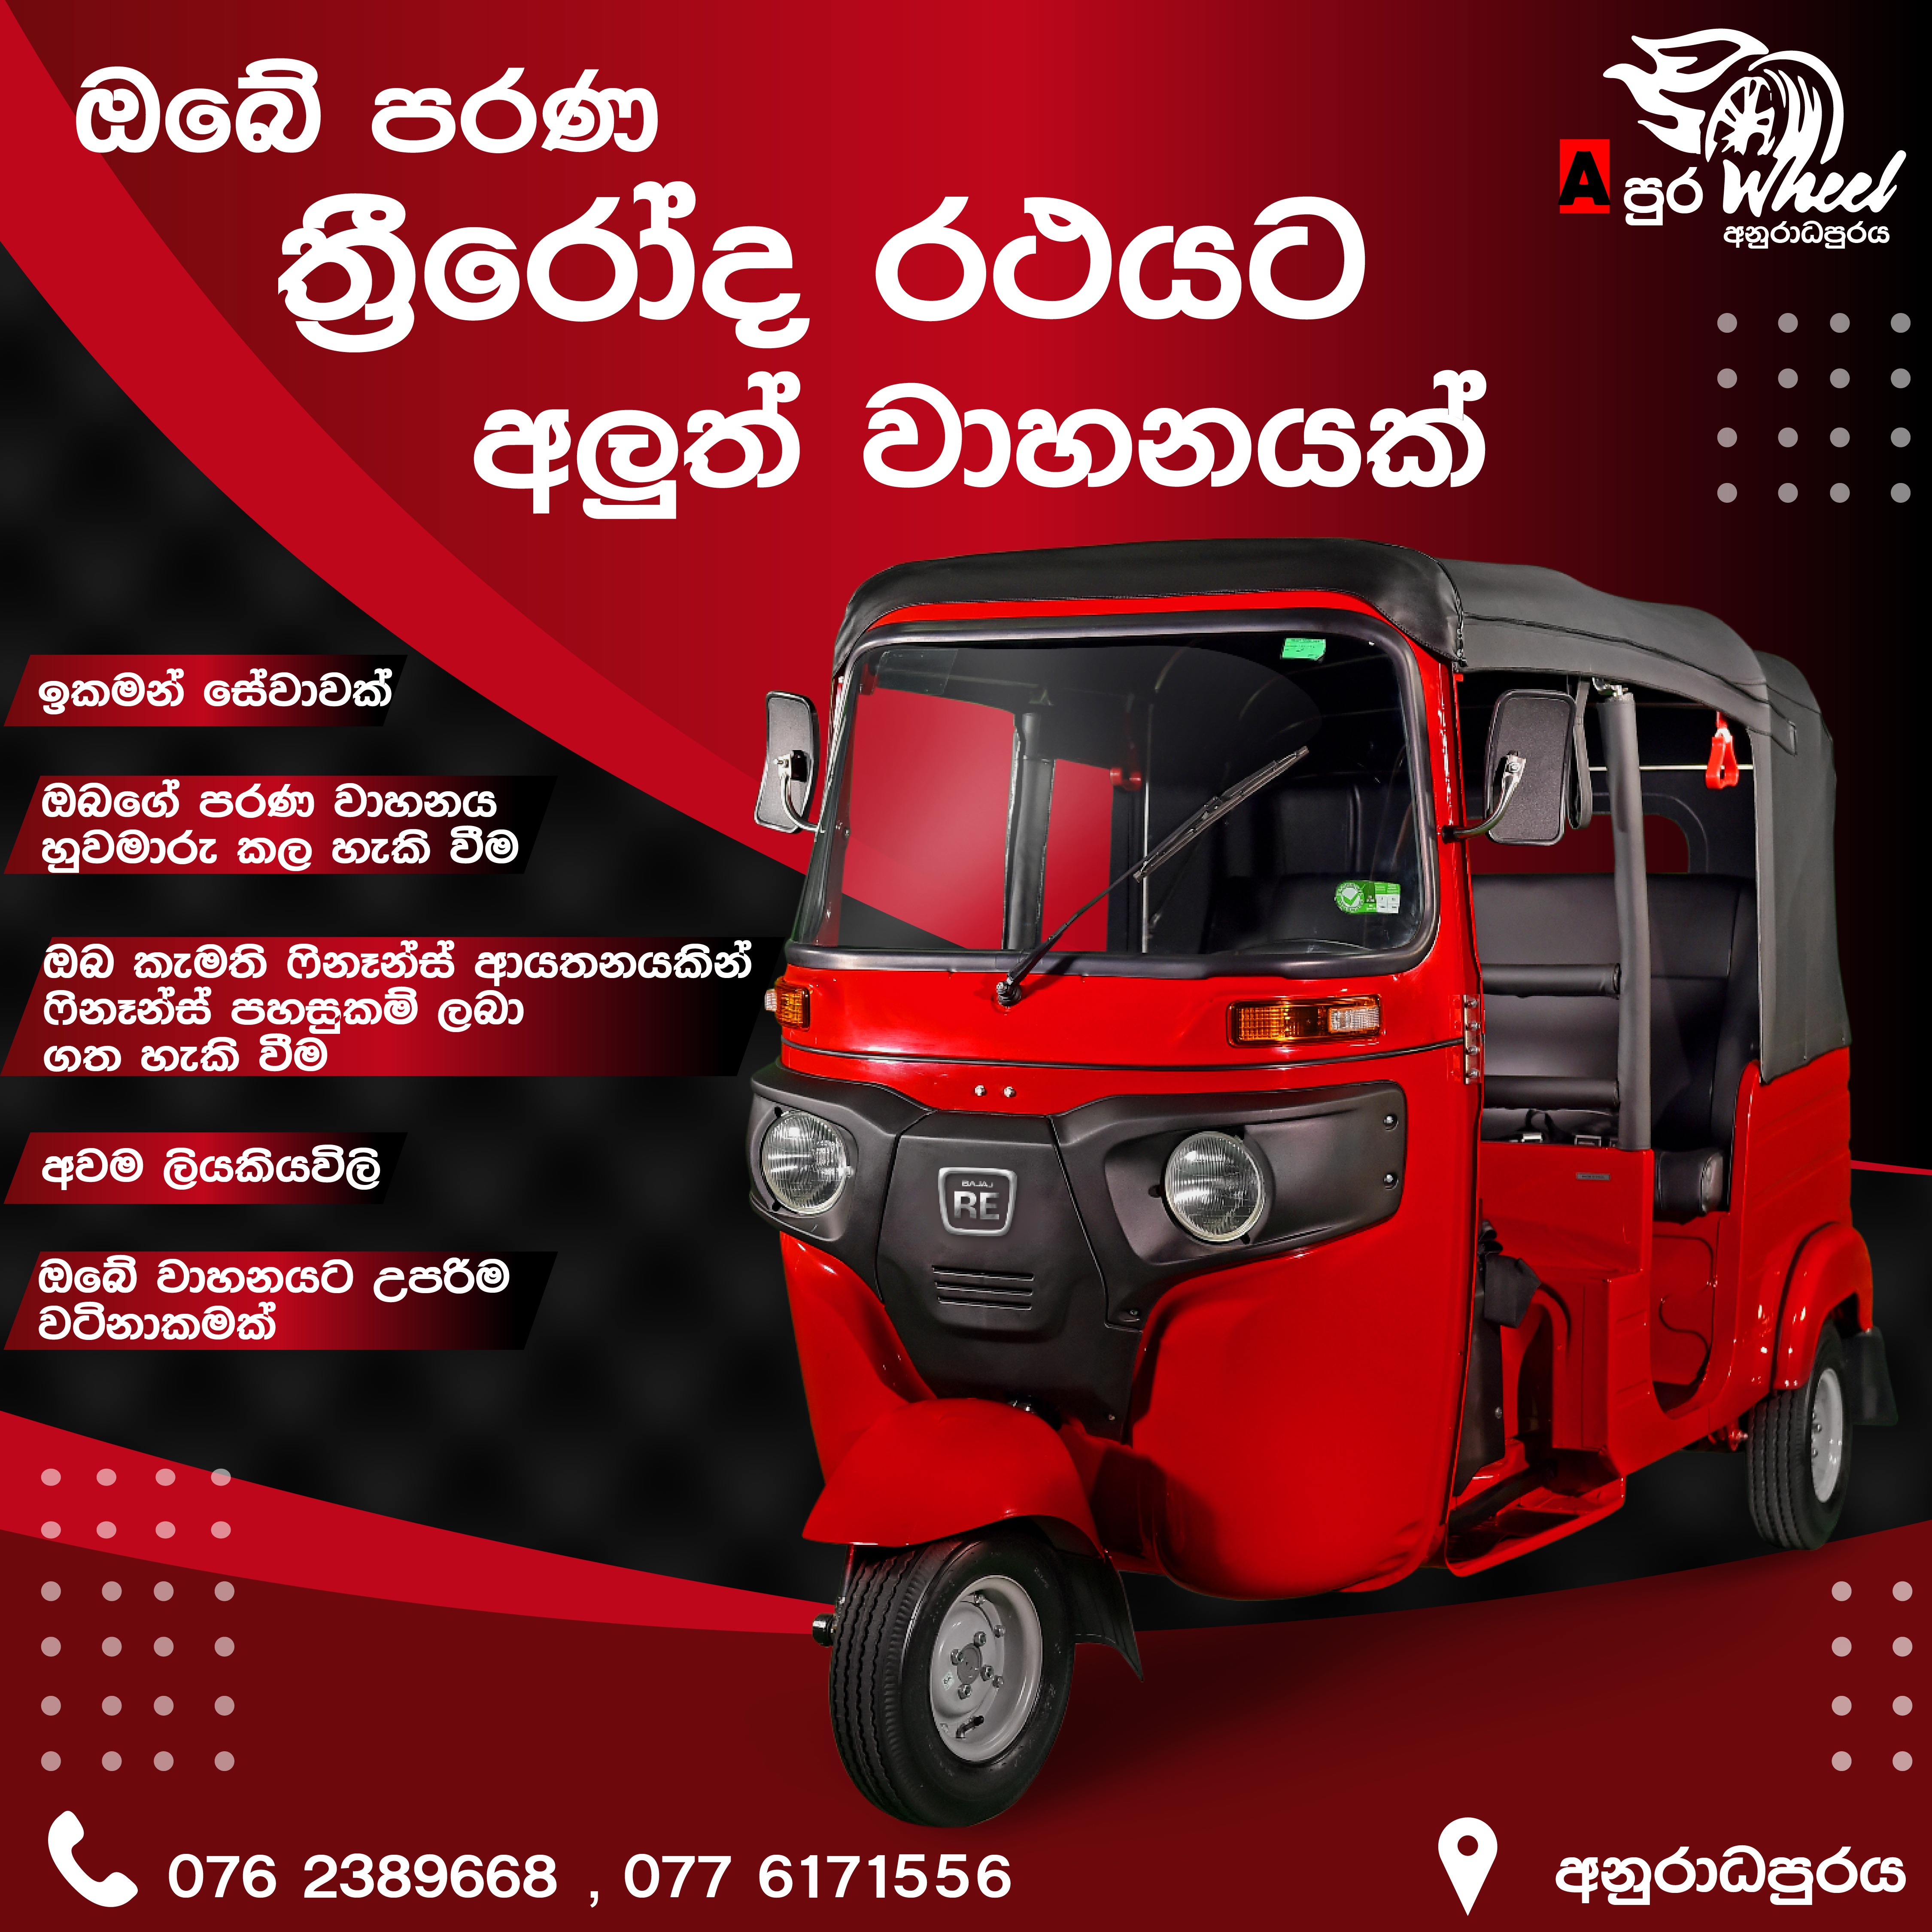 ඔබේ පරණ
ත්‍රීරෝද රථයට
අලුත් වාහනයක්
A පුර Wheel
අනුරාධපුරය
ඉකමන් සේවාවක්
ඔබගේ පරණ වාහනය
හුවමාරු කල හැකි වීම
ඔබ කැමති ෆිනෑන්ස් ආයතනයකින්
ෆිනෑන්ස් පහසුකම් ලබා
ගත හැකි වීම
අවම ලියකියවිලි
ඔබේ වාහනයට උපරිම
වටිනාකමක්
BAJAJ
RE
076 2389668 , 077 6171556
අනුරාධපුරය